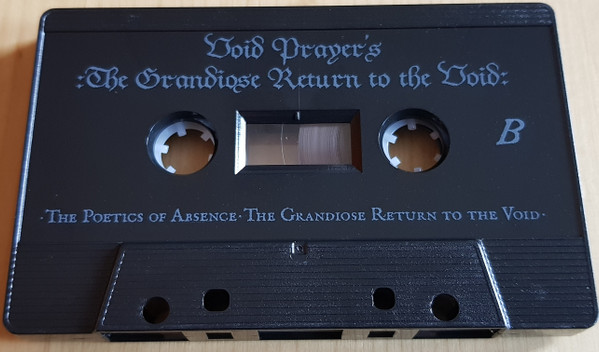 Void Prayer's
:The Grandiose Return to the Void:
B
·The Poetics of Absence·The Grandiose Return to the Void·